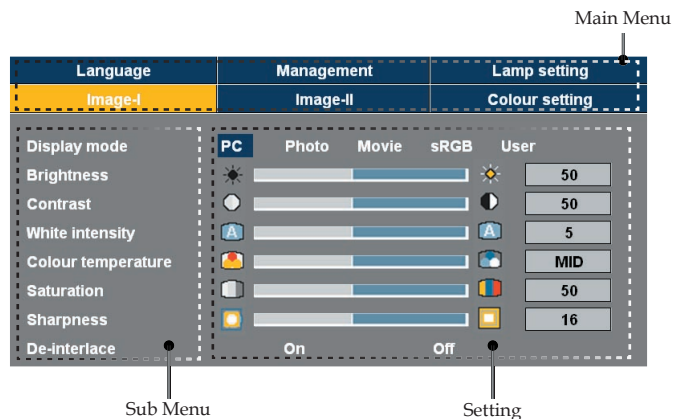 Main Menu
Language Management Lamp setting
Image-I Image-II Colour setting
Display mode PC Photo Movie sRGB User
Brightness 50
Contrast 50
White intensity A A 5
Colour temperature MID
Saturation 50
Sharpness 16
De-interlace On Off
Sub Menu Setting